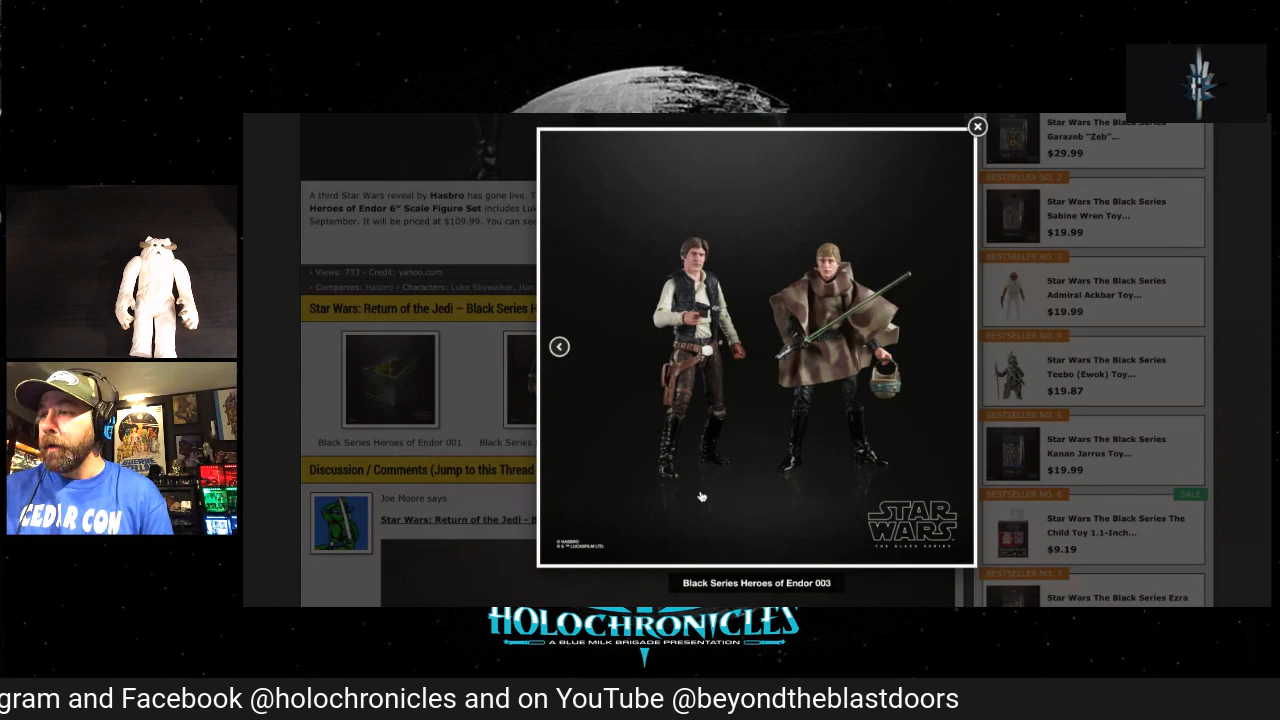 Star Wars The Black Series
Garazeb "Zeb"...
$29.99
BESTSELLER NO. 2
Star Wars The Black Series
Sabine Wren Toy...
$19.99
BESTSELLER NO. 3
Star Wars The Black Series
Admiral Ackbar Toy...
$19.99
BESTSELLER NO. 4
Star Wars The Black Series
Teebo (Ewok) Toy...
$19.87
BESTSELLER NO. 5
Star Wars The Black Series
Kanan Jarrus Toy...
$19.99
BESTSELLER NO. 6
SALE
Star Wars The Black Series The
Child Toy 1.1-Inch...
$9.19
BESTSELLER NO. 7
Star Wars The Black Series Ezra
A third Star Wars reveal by Hasbro has gone live.
Heroes of Endor 6" Scale Figure Set includes
September. It will be priced at $109.99. You can
› Views: 733 › Credit: yahoo.com
› Companies: Hasbro › Characters: Luke Skywalker,
Star Wars: Return of the Jedi – Black Series
Black Series Heroes of Endor 001
Black Series
Discussion / Comments (Jump to this Thread
Joe Moore says
Star Wars: Return of the Jedi -
STAR
WARS
THE BLACK SERIES
© HASBRO
® & ™ LUCASFILM LTD.
Black Series Heroes of Endor 003
CON
HOLOCHRONICLES
A BLUE MILK BRIGADE PRESENTATION
gram and Facebook @holochronicles and on YouTube @beyondtheblastdoors